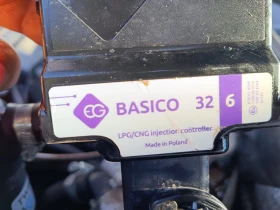 EG BASICO 32 6
LPG/CNG injection controller
Made in Poland